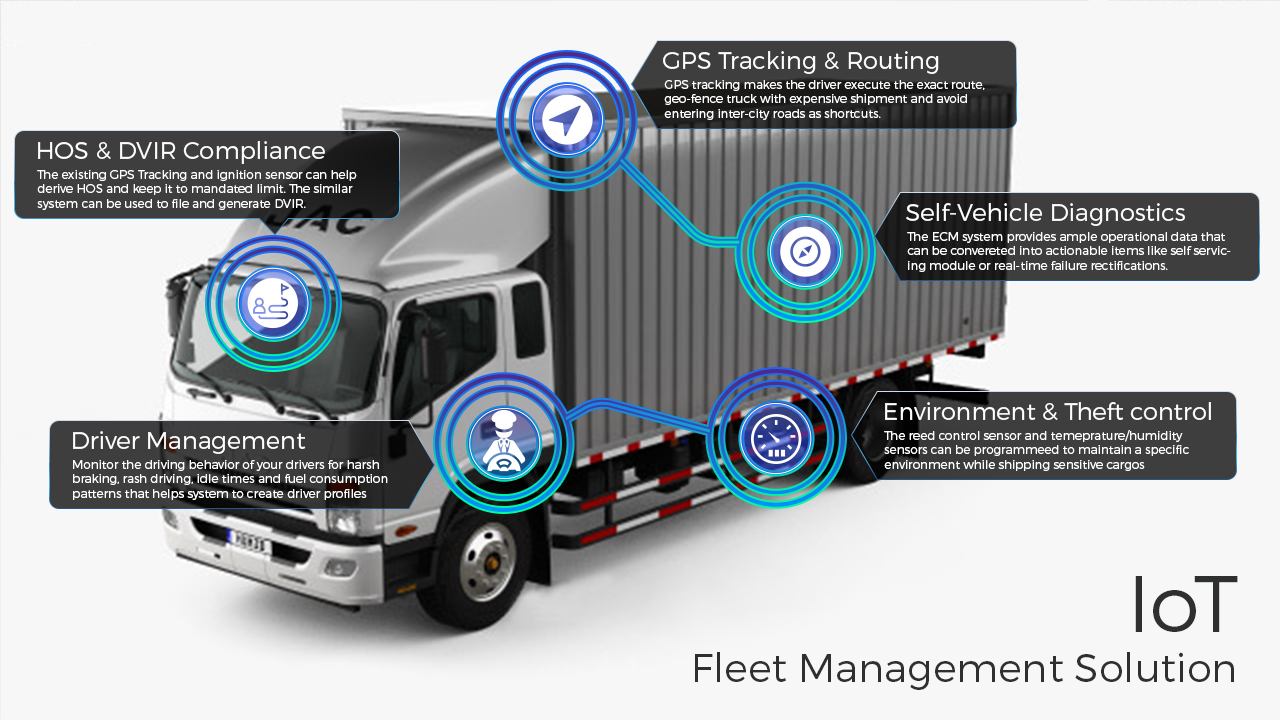 GPS Tracking & Routing
GPS tracking makes the driver execute the exact route,
geo-fence truck with expensive shipment and avoid
entering inter-city roads as shortcuts.
HOS & DVIR Compliance
The existing GPS Tracking and ignition sensor can help
derive HOS and keep it to mandated limit. The similar
system can be used to file and generate DVIR.
JAC
Self-Vehicle Diagnostics
The ECM system provides ample operational data that
can be convereted into actionable items like self servic-
ing module or real-time failure rectifications.
Driver Management
Monitor the driving behavior of your drivers for harsh
braking, rash driving, idle times and fuel consumption
patterns that helps system to create driver profiles
Environment & Theft control
The reed control sensor and temeprature/humidity
sensors can be programmeed to maintain a specific
environment while shipping sensitive cargos
IoT
Fleet Management Solution